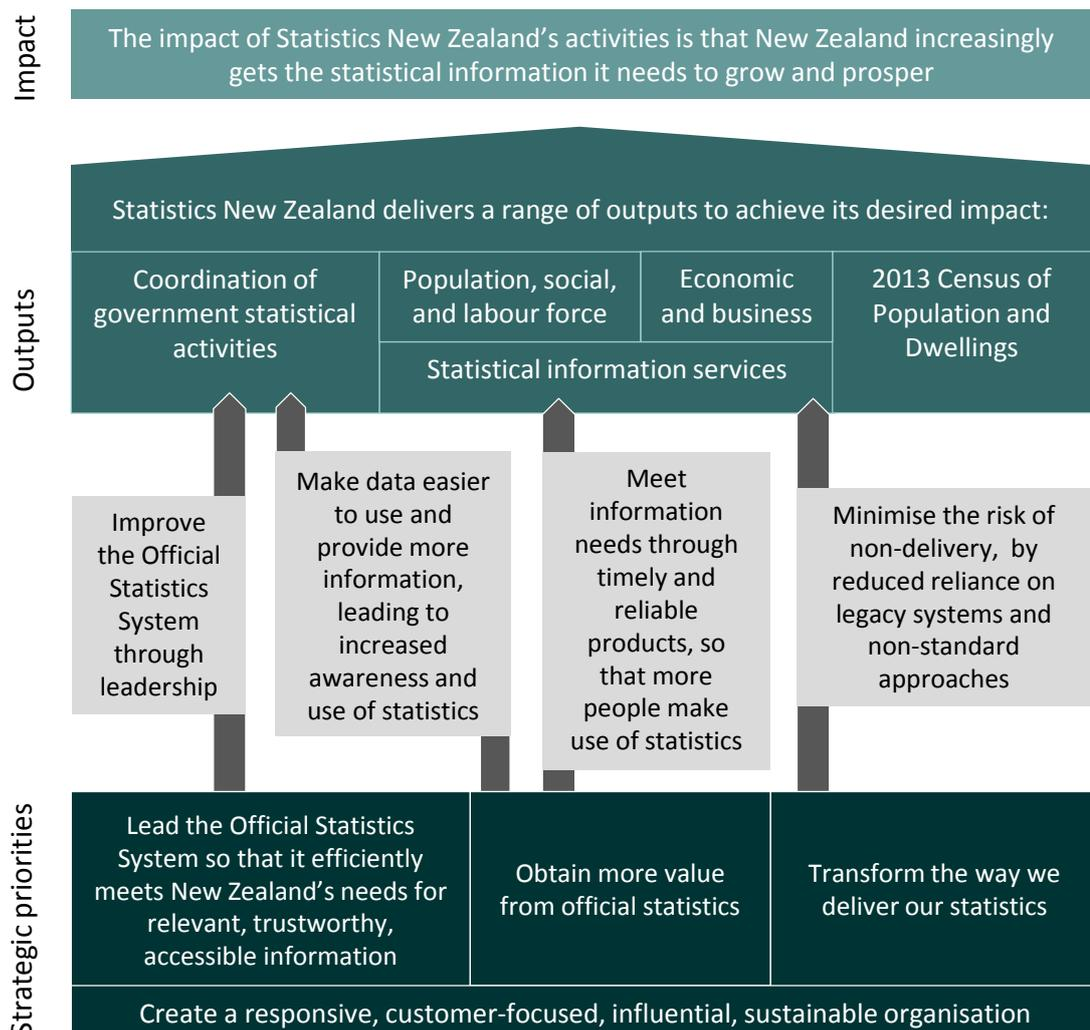 Impact
The impact of Statistics New Zealand’s activities is that New Zealand increasingly
gets the statistical information it needs to grow and prosper
Outputs
Statistics New Zealand delivers a range of outputs to achieve its desired impact:
Coordination of
government statistical
activities
Population, social,
and labour force
Economic
and business
Statistical information services
2013 Census of
Population and
Dwellings
Improve
the Official
Statistics
System
through
leadership
Make data easier
to use and
provide more
information,
leading to
increased
awareness and
use of statistics
Meet
information
needs through
timely and
reliable
products, so
that more
people make
use of statistics
Minimise the risk of
non-delivery, by
reduced reliance on
legacy systems and
non-standard
approaches
Strategic priorities
Lead the Official Statistics
System so that it efficiently
meets New Zealand’s needs for
relevant, trustworthy,
accessible information
Obtain more value
from official statistics
Transform the way we
deliver our statistics
Create a responsive, customer-focused, influential, sustainable organisation